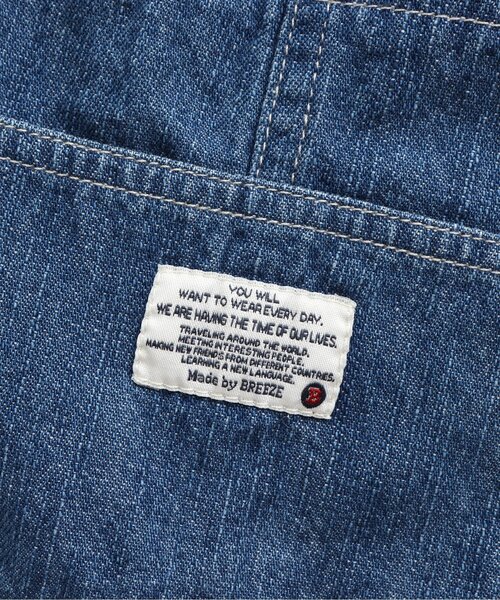 YOU WILL
WANT TO WEAR EVERY DAY.
WE ARE HAVING THE TIME OF OUR LIVES.
TRAVELING AROUND THE WORLD.
MEETING INTERESTING PEOPLE.
MAKING NEW FRIENDS FROM DIFFERENT COUNTRIES.
LEARNING A NEW LANGUAGE.
Made by BREEZE
B